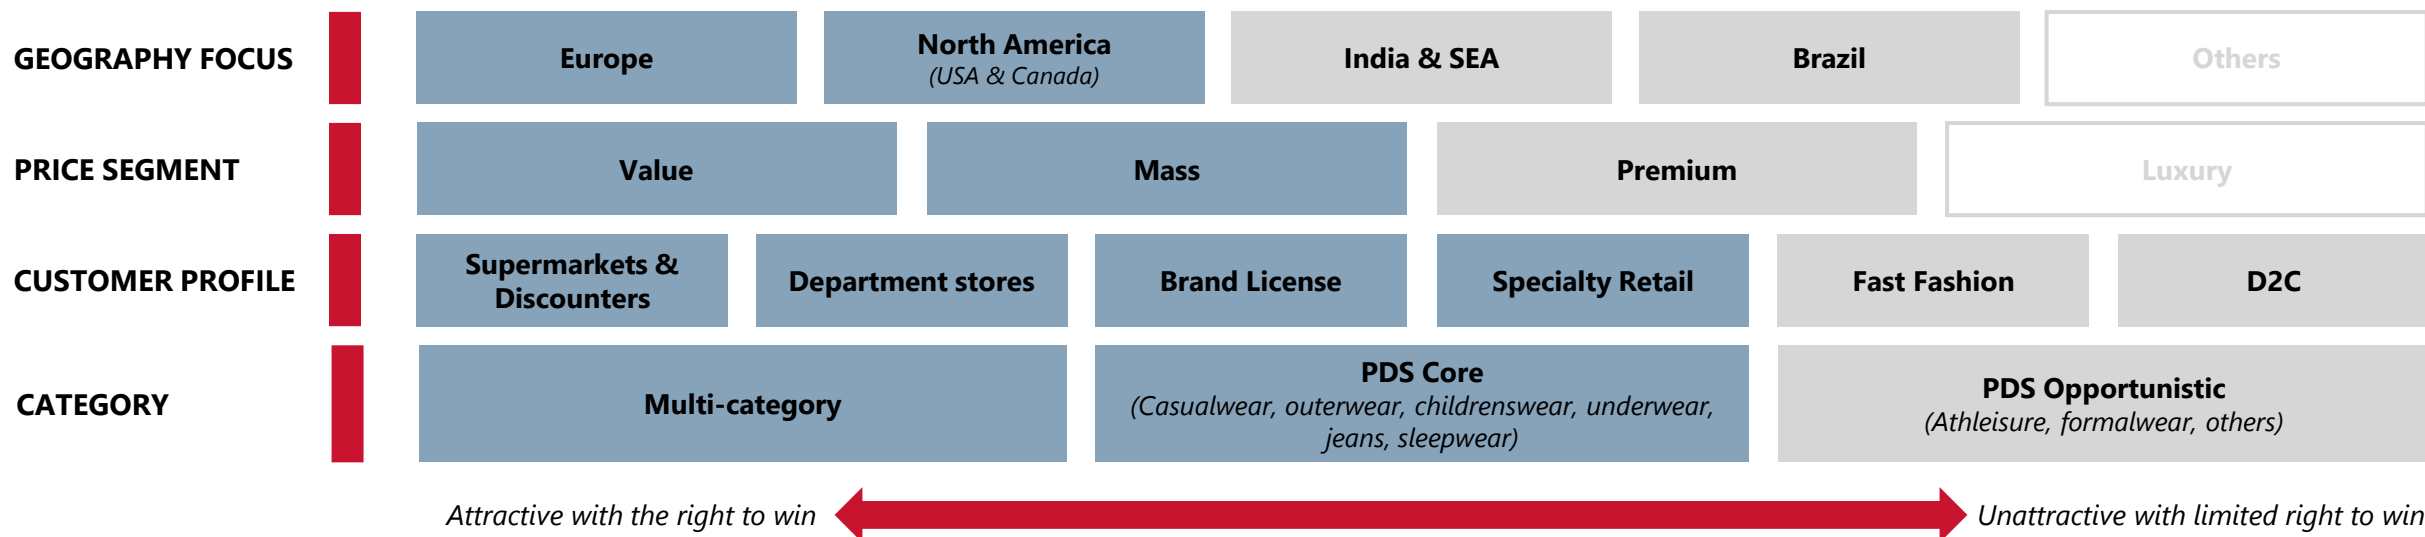 GEOGRAPHY FOCUS
Europe
North America
(USA & Canada)
India & SEA
Brazil
Others
PRICE SEGMENT
Value
Mass
Premium
Luxury
CUSTOMER PROFILE
Supermarkets &
Discounters
Department stores
Brand License
Specialty Retail
Fast Fashion
D2C
CATEGORY
Multi-category
PDS Core
(Casualwear, outerwear, childrenswear, underwear,
jeans, sleepwear)
PDS Opportunistic
(Athleisure, formalwear, others)
Attractive with the right to win
Unattractive with limited right to win